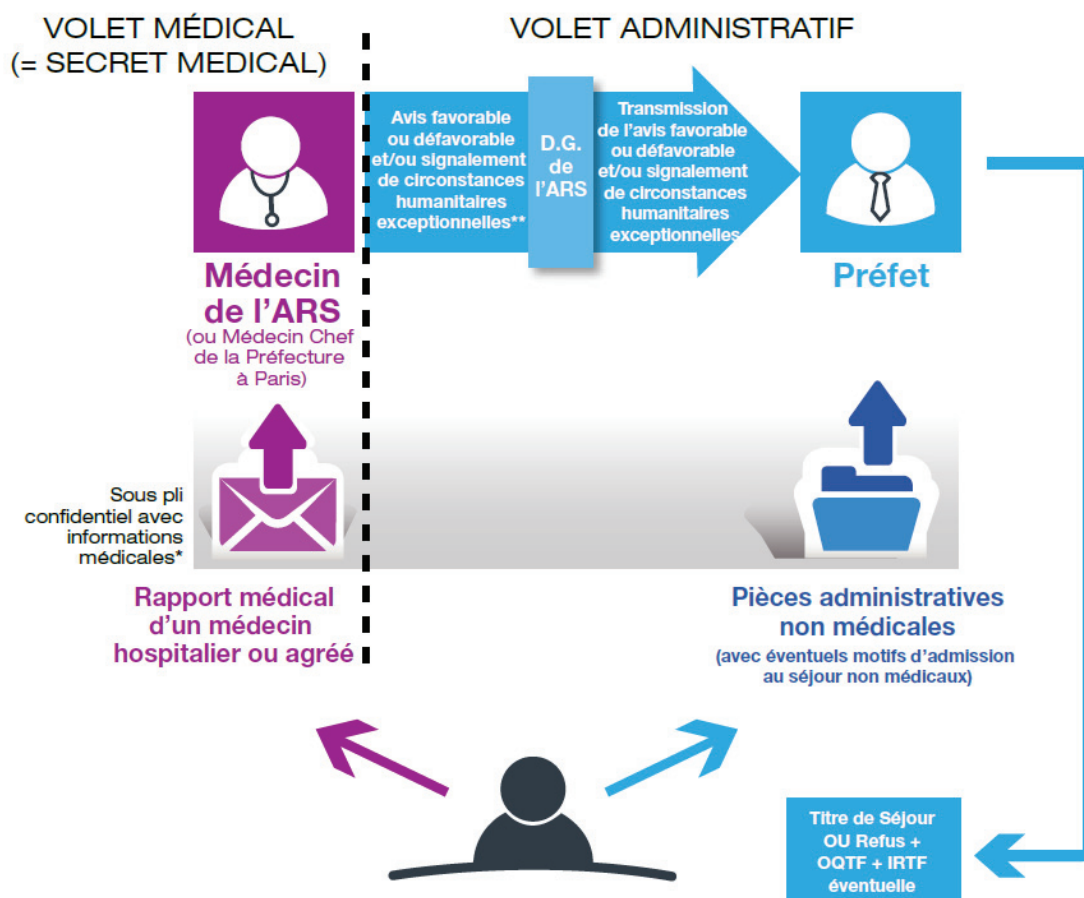 VOLET MÉDICAL
(= SECRET MEDICAL)
VOLET ADMINISTRATIF
Avis favorable
ou défavorable
et/ou signalement
de circonstances
humanitaires
exceptionnelles**
D.G.
de
l'ARS
Transmission
de l'avis favorable
ou défavorable
et/ou signalement
de circonstances
humanitaires
exceptionnelles
Médecin
de l'ARS
(ou Médecin Chef
de la Préfecture
à Paris)
Préfet
Sous pli
confidentiel avec
informations
médicales*
Rapport médical
d'un médecin
hospitalier ou agréé
Pièces administratives
non médicales
(avec éventuels motifs d'admission
au séjour non médicaux)
Titre de Séjour
OU Refus +
OQTF + IRTF
éventuelle